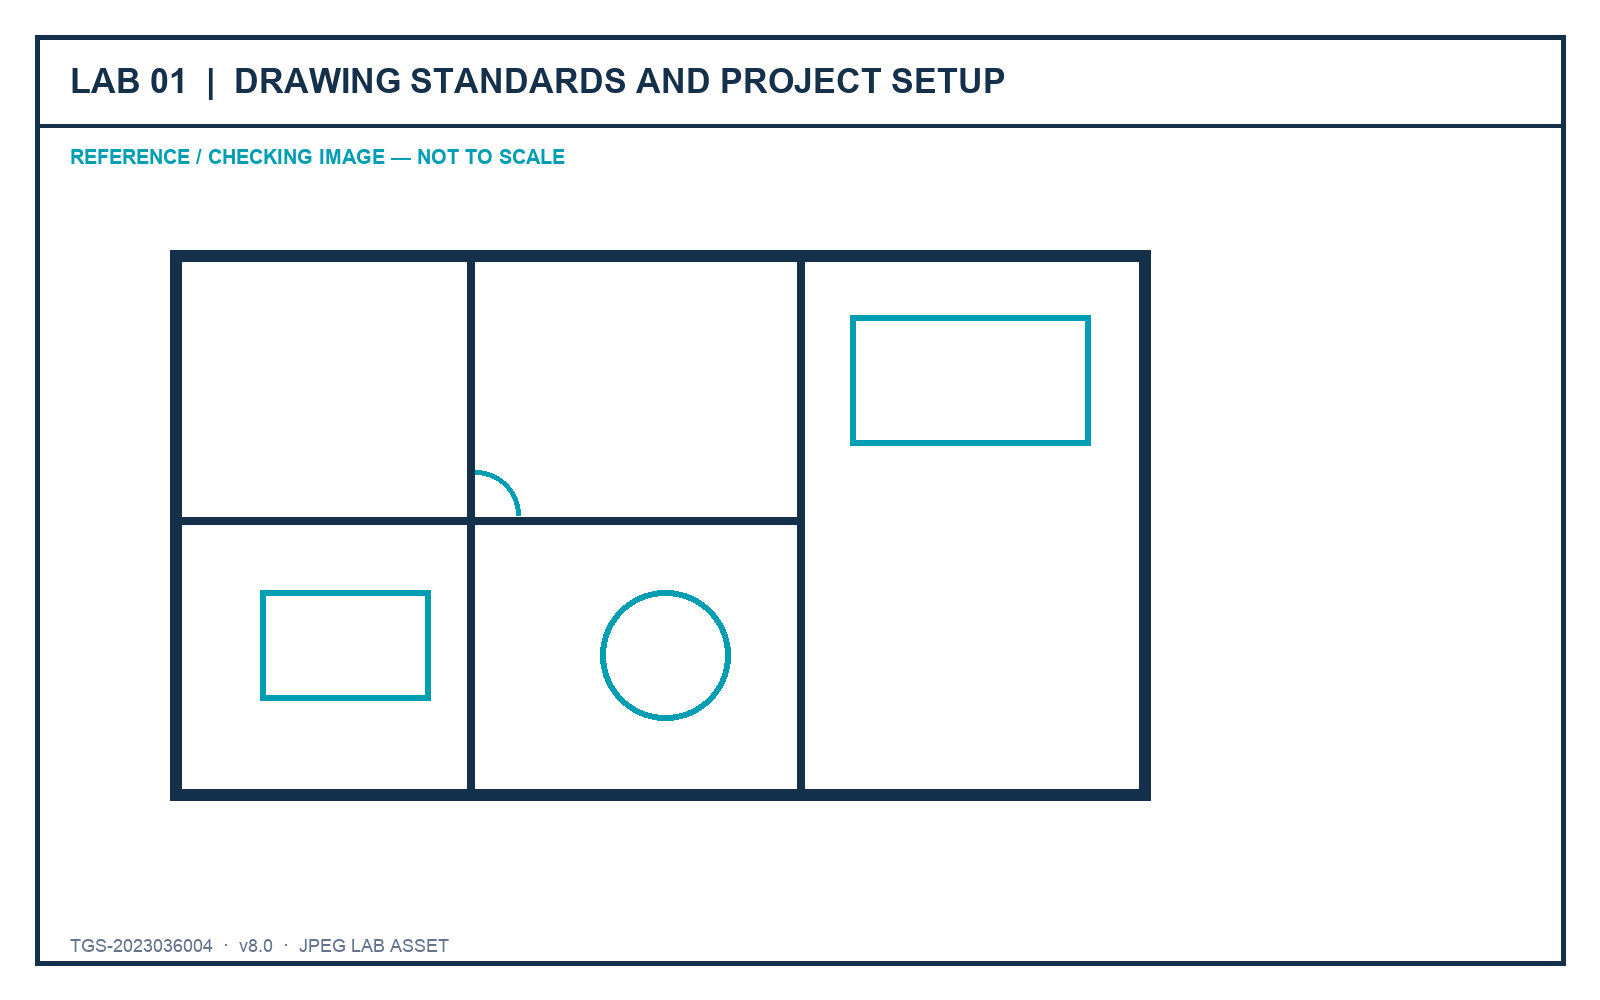 LAB 01 | DRAWING STANDARDS AND PROJECT SETUP
REFERENCE / CHECKING IMAGE — NOT TO SCALE
TGS-2023036004 · v8.0 · JPEG LAB ASSET